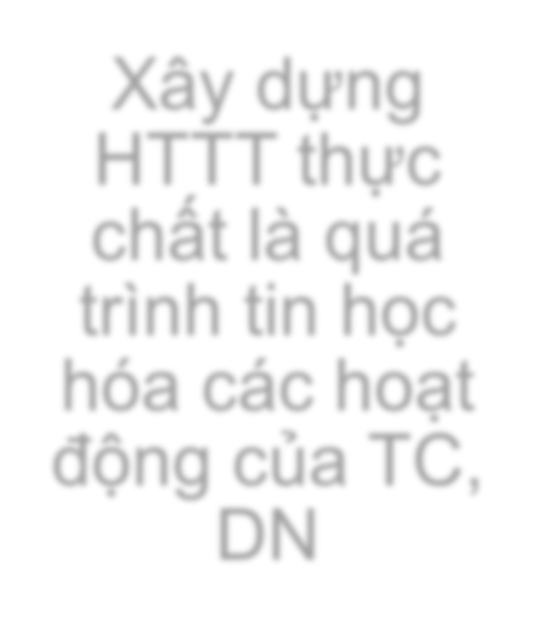 Xây dựng
HTTT thực
chất là quá
trình tin học
hóa các hoạt
động của TC,
DN